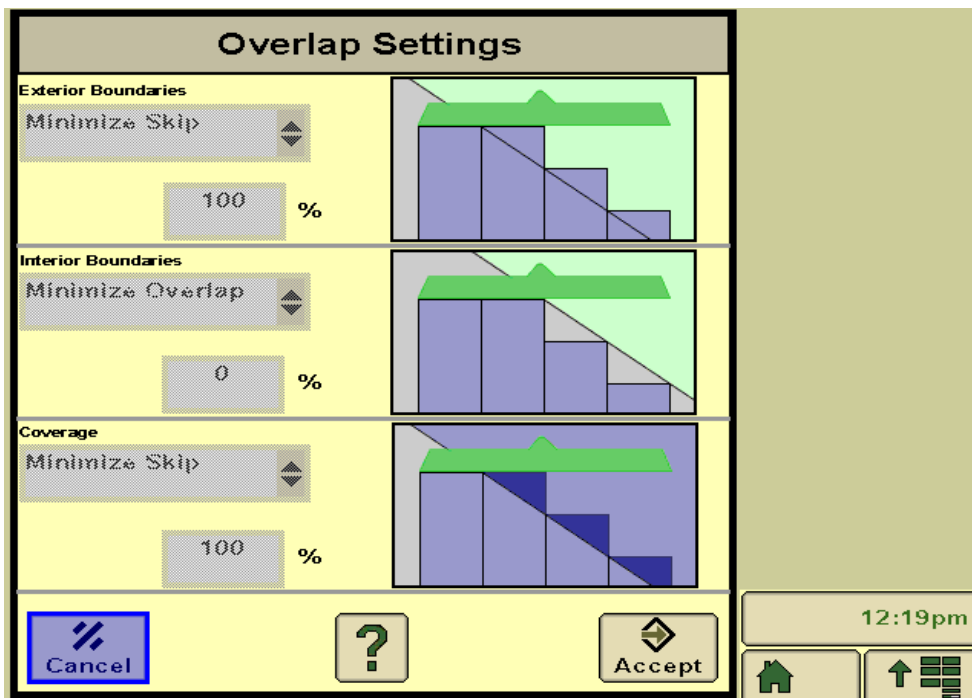 Overlap Settings
Exterior Boundaries
Minimize Skip
100 %
Interior Boundaries
Minimize Overlap
0 %
Coverage
Minimize Skip
100 %
Cancel
?
Accept
12:19pm